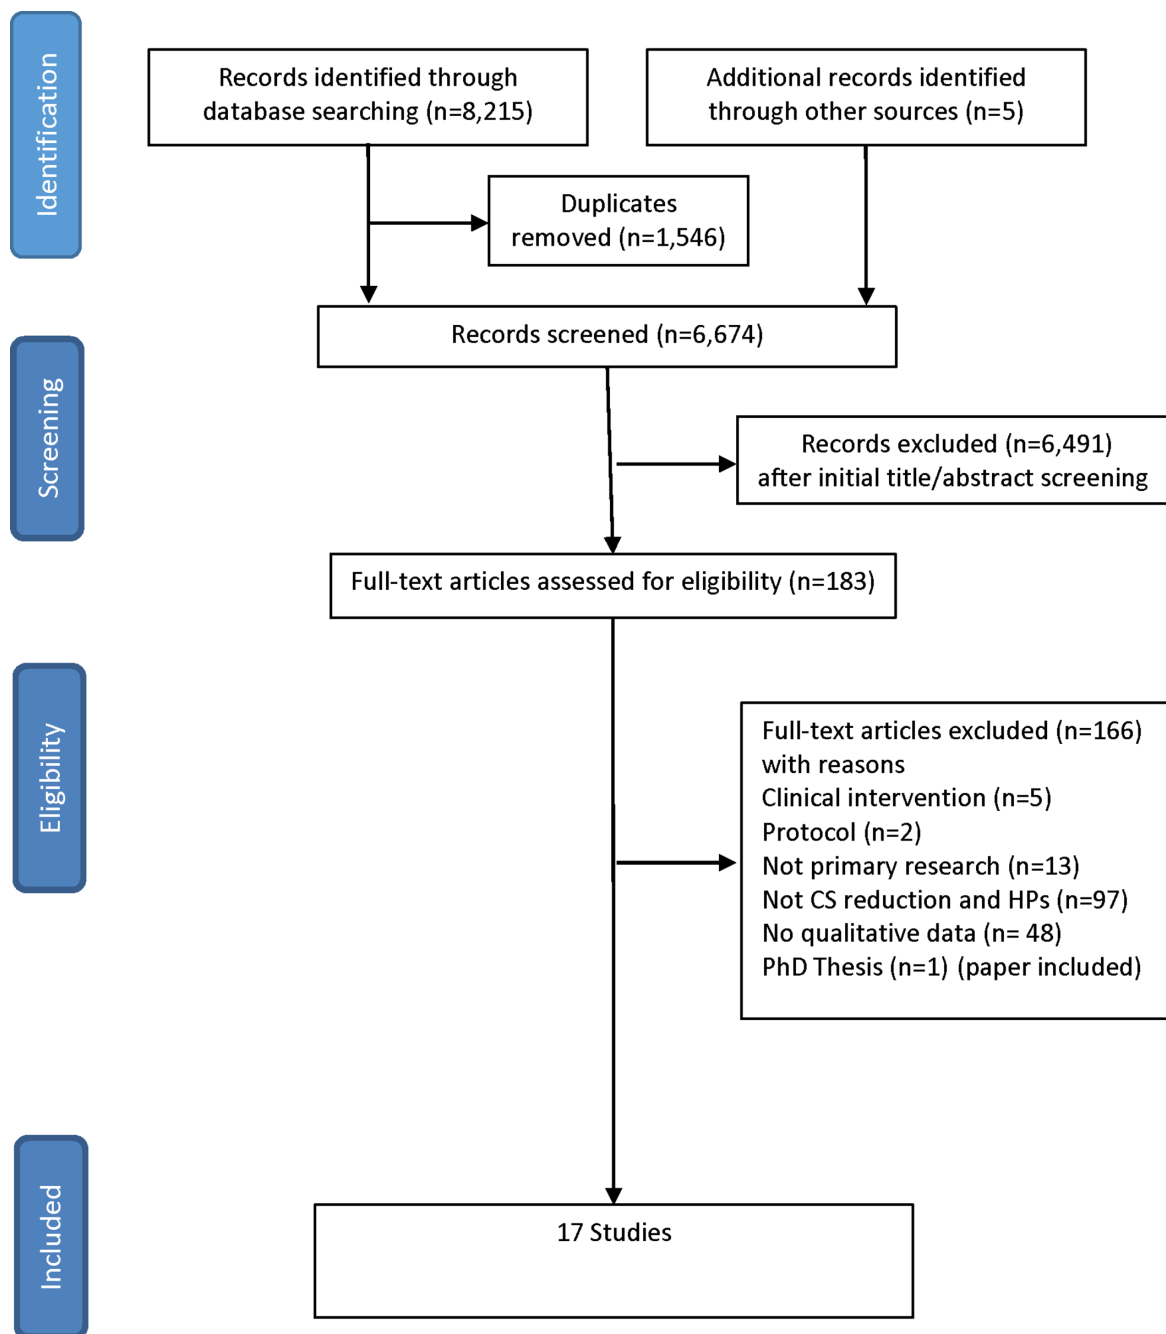 Identification
Records identified through
database searching (n=8,215)
Additional records identified
through other sources (n=5)
Duplicates
removed (n=1,546)
Screening
Records screened (n=6,674)
Records excluded (n=6,491)
after initial title/abstract screening
Full-text articles assessed for eligibility (n=183)
Eligibility
Full-text articles excluded (n=166)
with reasons
Clinical intervention (n=5)
Protocol (n=2)
Not primary research (n=13)
Not CS reduction and HPs (n=97)
No qualitative data (n= 48)
PhD Thesis (n=1) (paper included)
Included
17 Studies